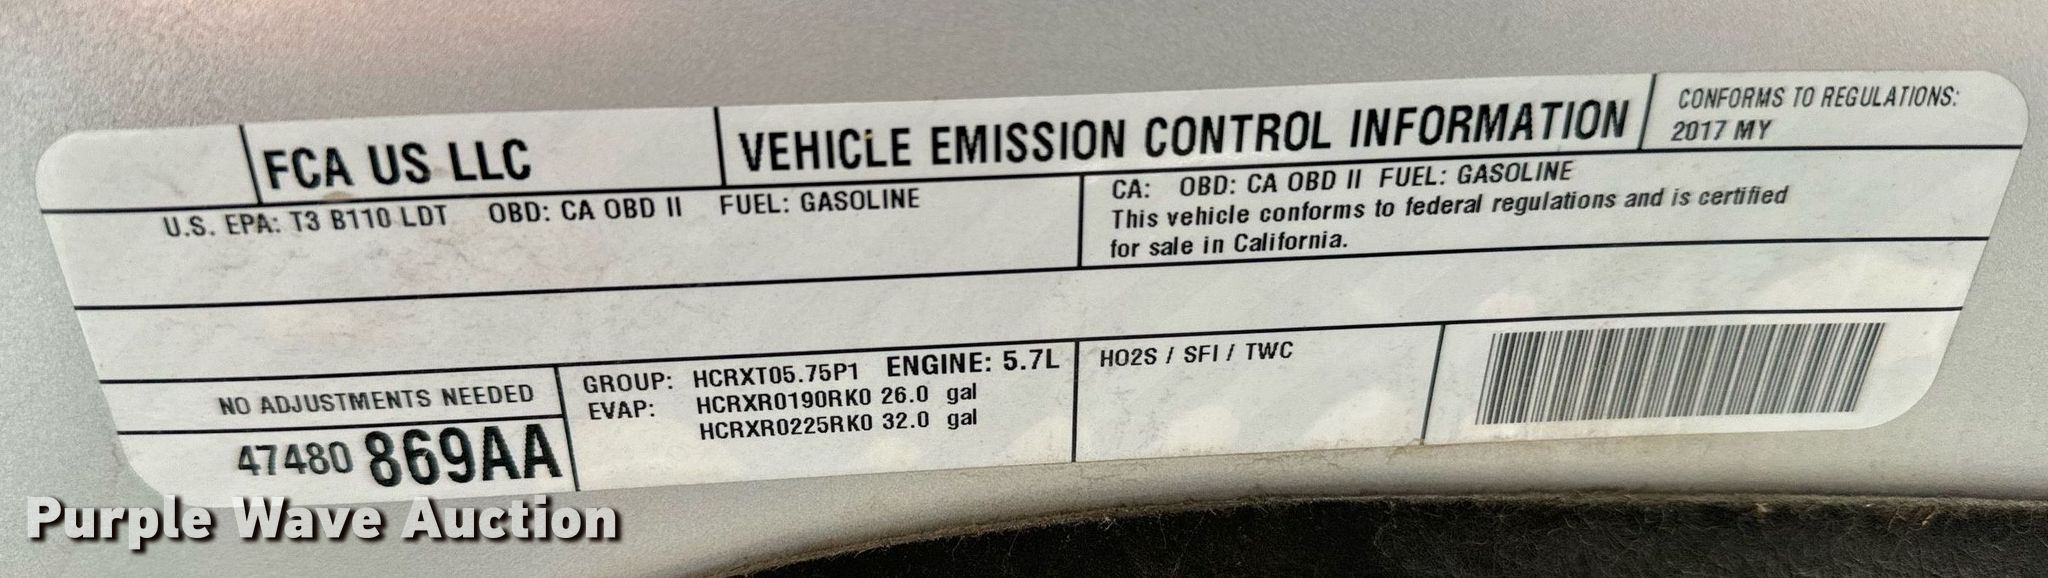 FCA US LLC
VEHICLE EMISSION CONTROL INFORMATION
CONFORMS TO REGULATIONS:
2017 MY
U.S. EPA: T3 B110 LDT OBD: CA OBD II FUEL: GASOLINE
CA: OBD: CA OBD II FUEL: GASOLINE
This vehicle conforms to federal regulations and is certified
for sale in California.
NO ADJUSTMENTS NEEDED
47480 869AA
GROUP: HCRXT05.75P1 ENGINE: 5.7L
EVAP: HCRXR0190RK0 26.0 gal
HCRXR0225RK0 32.0 gal
HO2S / SFI / TWC
Purple Wave Auction